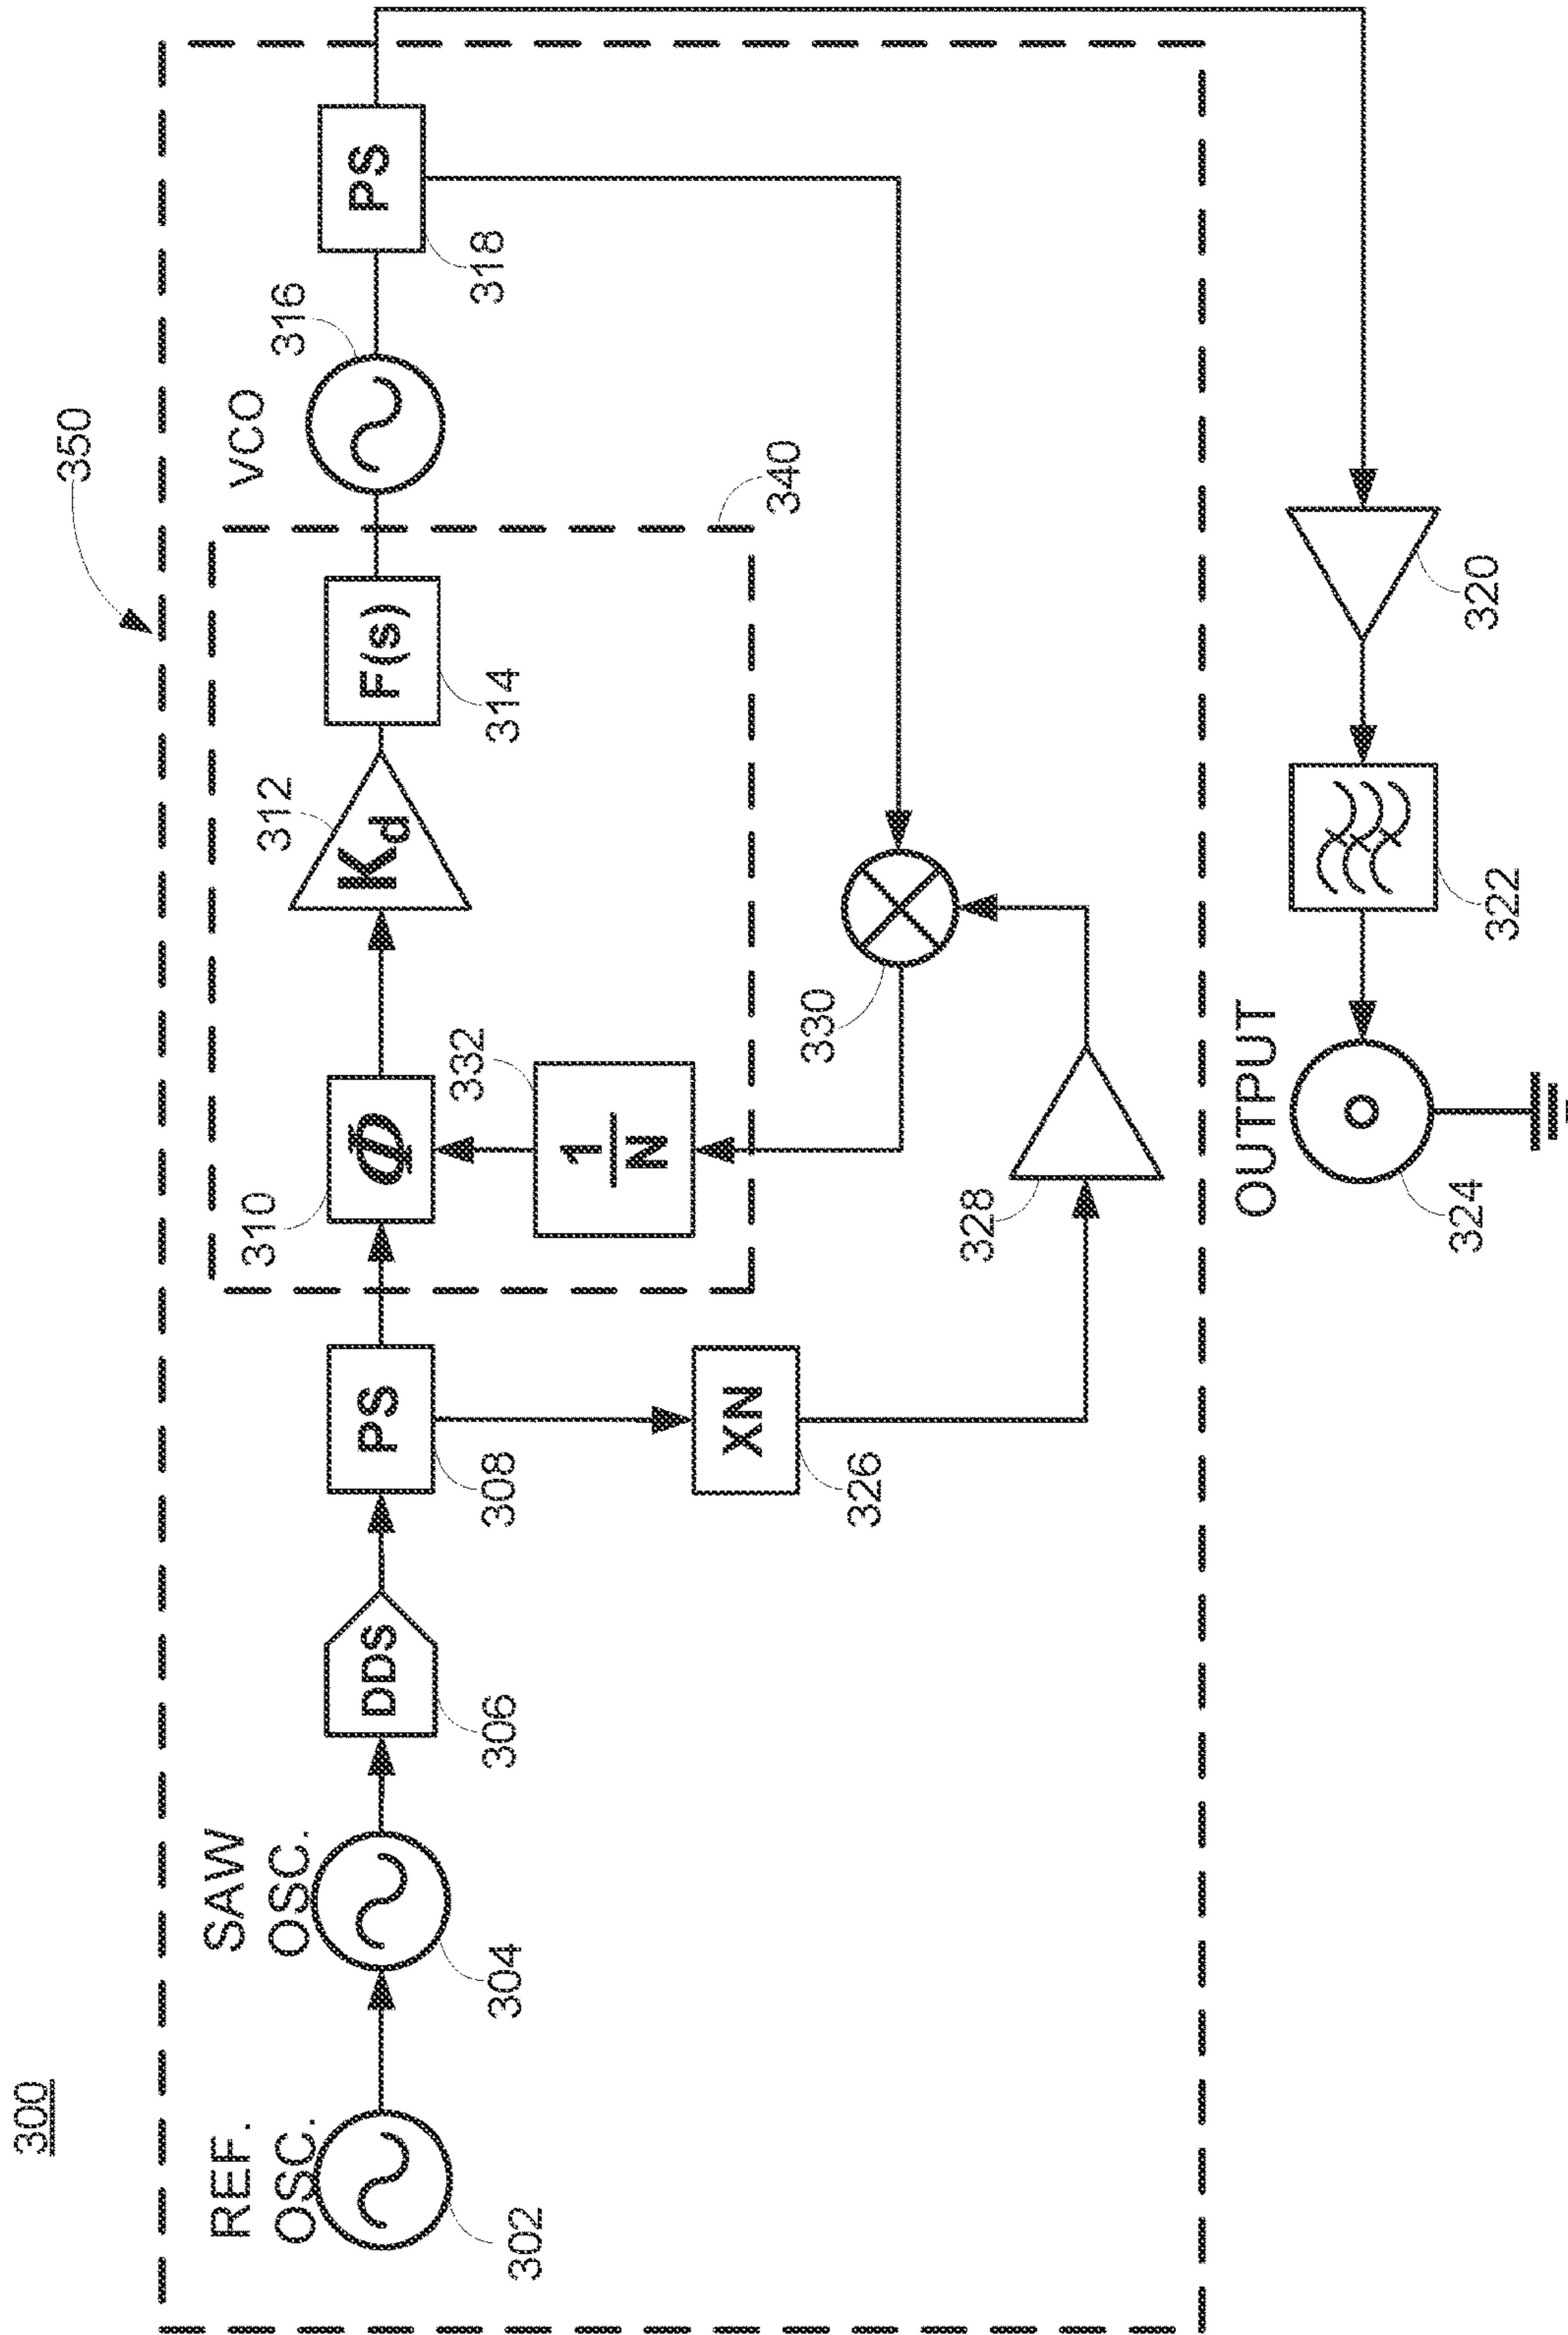 300
350
REF.
OSC.
302
SAW
OSC.
304
DDS
306
PS
308
310
Φ
312
Kd
F(s)
314
VCO
316
PS
318
340
1
N
332
XN
326
328
330
320
322
OUTPUT
324